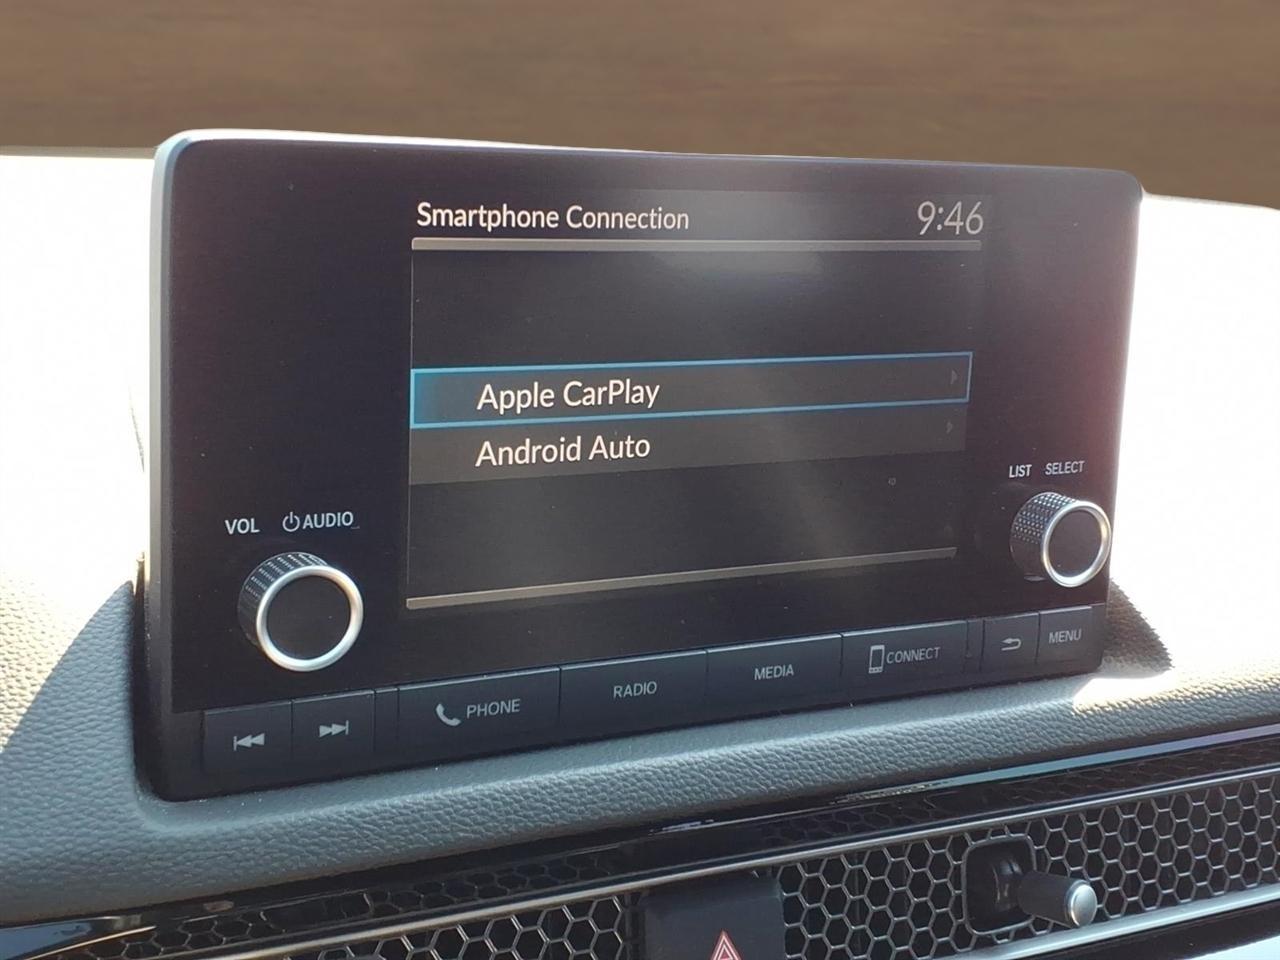 Smartphone Connection 9:46
Apple CarPlay
Android Auto
LIST SELECT
VOL AUDIO
PHONE RADIO MEDIA CONNECT MENU